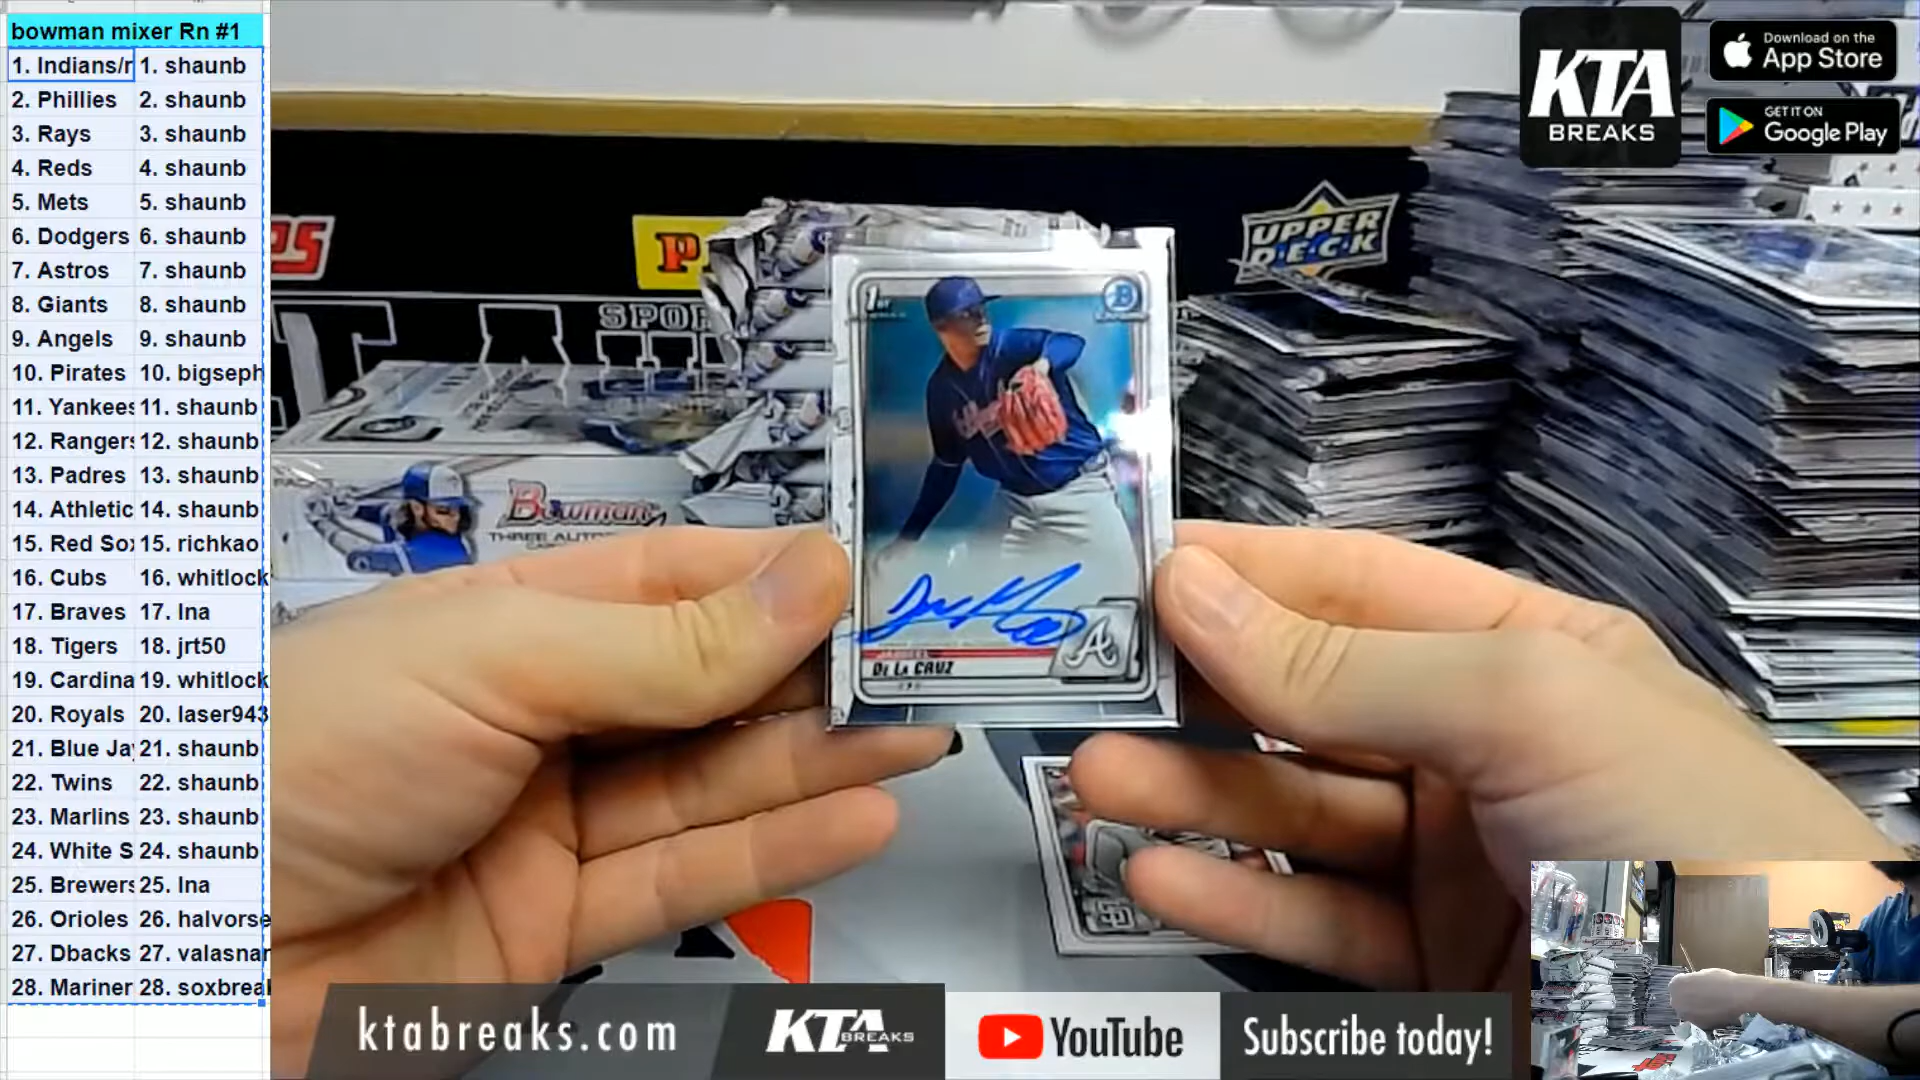 bowman mixer Rn #1
1. Indians/r 1. shaunb
2. Phillies 2. shaunb
3. Rays 3. shaunb
4. Reds 4. shaunb
5. Mets 5. shaunb
6. Dodgers 6. shaunb
7. Astros 7. shaunb
8. Giants 8. shaunb
9. Angels 9. shaunb
10. Pirates 10. bigseph
11. Yankees 11. shaunb
12. Rangers 12. shaunb
13. Padres 13. shaunb
14. Athletic 14. shaunb
15. Red Sox 15. richkao
16. Cubs 16. whitlock
17. Braves 17. lna
18. Tigers 18. jrt50
19. Cardina 19. whitlock
20. Royals 20. laser943
21. Blue Jay 21. shaunb
22. Twins 22. shaunb
23. Marlins 23. shaunb
24. White S 24. shaunb
25. Brewers 25. lna
26. Orioles 26. halvorse
27. Dbacks 27. valasnar
28. Mariner 28. soxbreak
KTA
BREAKS
Download on the
App Store
GET IT ON
Google Play
UPPER
DECK
SPOR
Bowman
1ST
B
DE LA CRUZ
A
ktabreaks.com
KTA BREAKS
YouTube
Subscribe today!